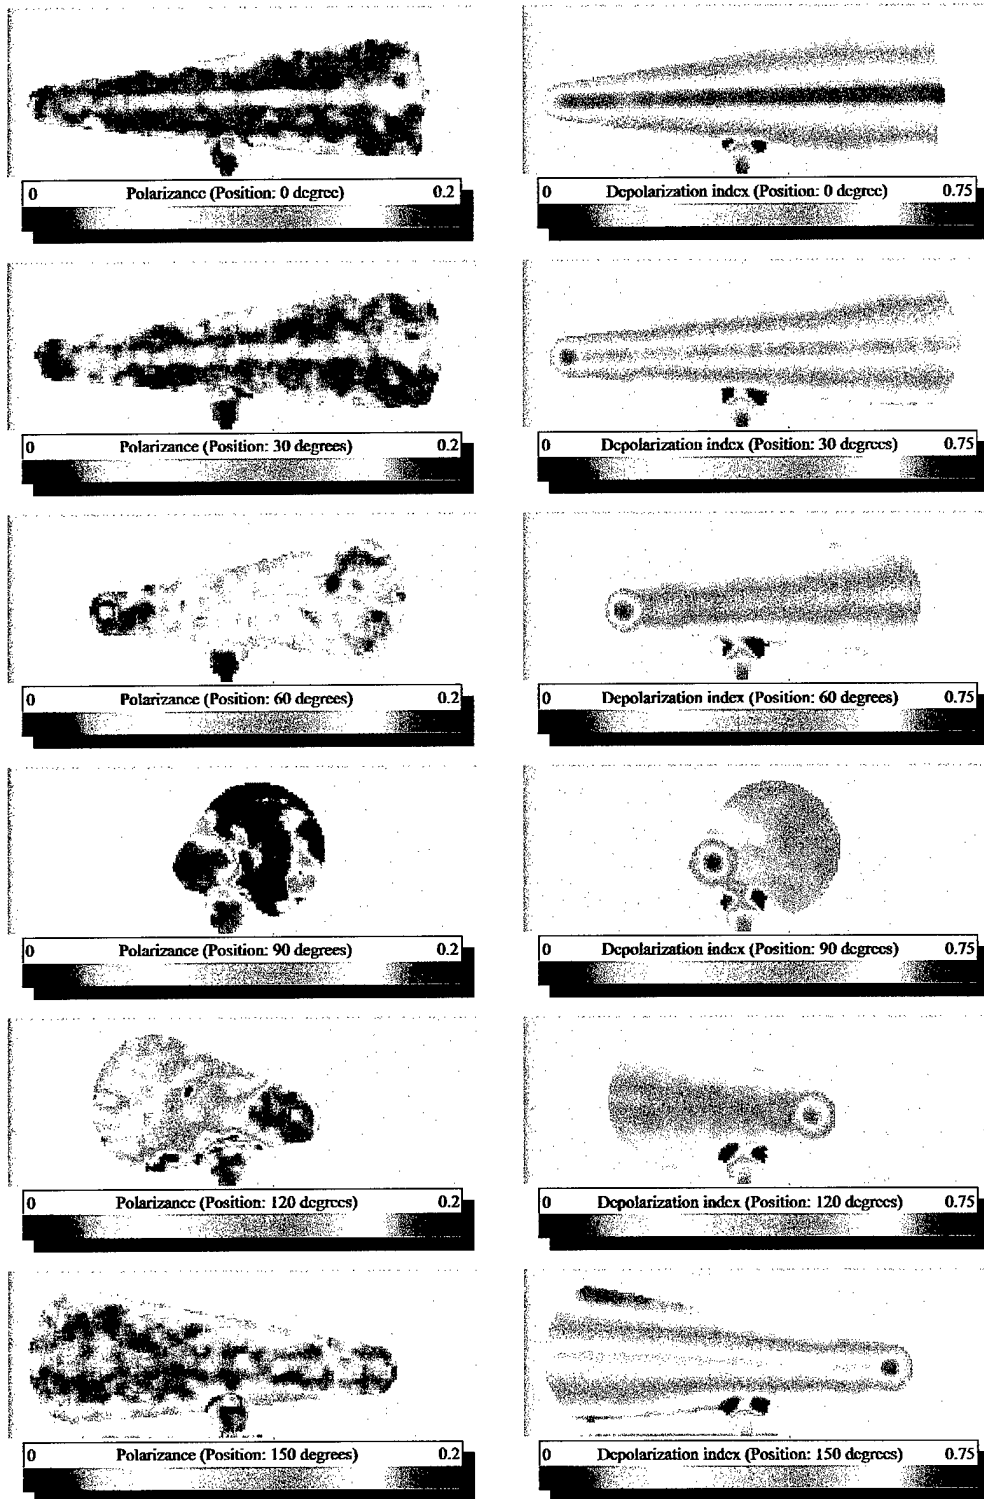 0 Polarizance (Position: 0 degree) 0.2
0 Depolarization index (Position: 0 degree) 0.75
0 Polarizance (Position: 30 degrees) 0.2
0 Depolarization index (Position: 30 degrees) 0.75
0 Polarizance (Position: 60 degrees) 0.2
0 Depolarization index (Position: 60 degrees) 0.75
0 Polarizance (Position: 90 degrees) 0.2
0 Depolarization index (Position: 90 degrees) 0.75
0 Polarizance (Position: 120 degrees) 0.2
0 Depolarization index (Position: 120 degrees) 0.75
0 Polarizance (Position: 150 degrees) 0.2
0 Depolarization index (Position: 150 degrees) 0.75